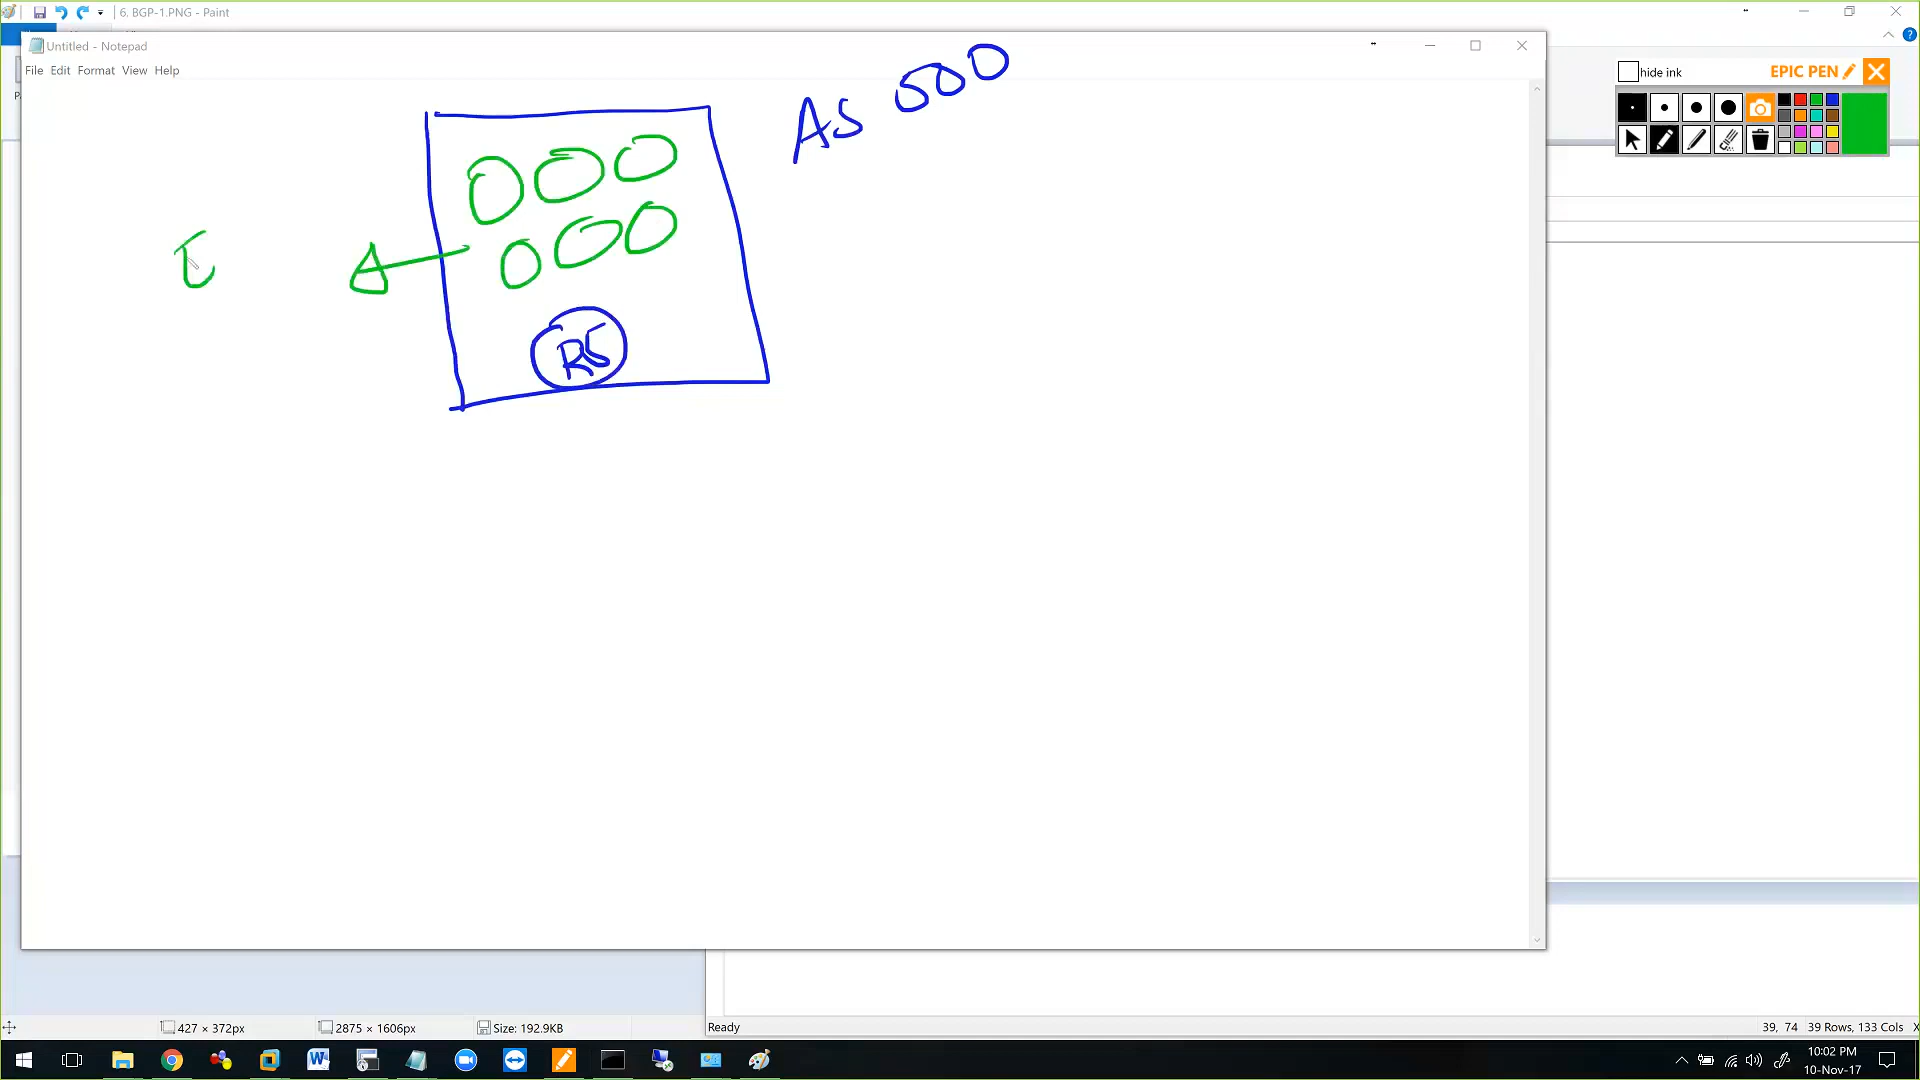 6. BGP-1.PNG - Paint
Untitled - Notepad
File Edit Format View Help
hide ink EPIC PEN
AS 500
R5
427 × 372px 2875 × 1606px Size: 192.9KB
Ready 39, 74 39 Rows, 133 Cols
10:02 PM
10-Nov-17